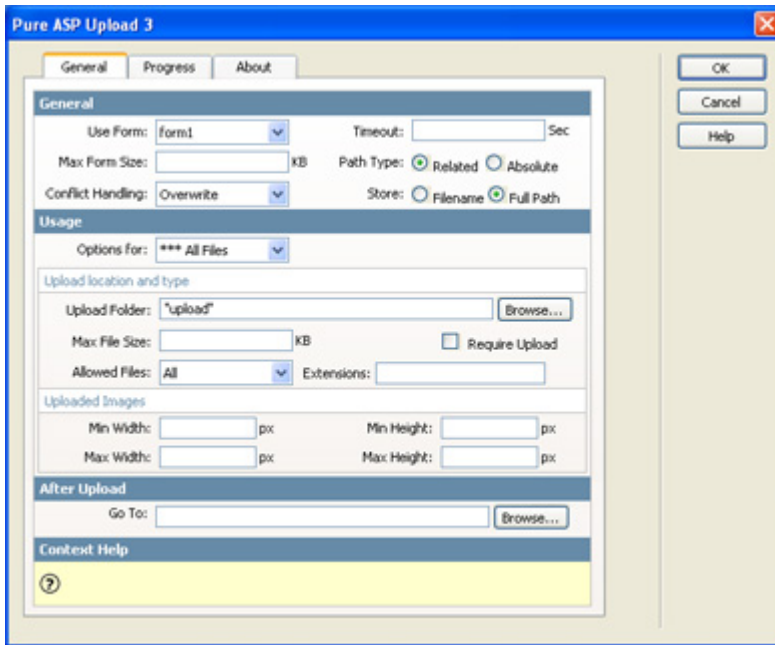 Pure ASP Upload 3
General Progress About
OK
Cancel
Help
General
Use Form: form1 Timeout: Sec
Max Form Size: KB Path Type: Related Absolute
Conflict Handling: Overwrite Store: Filename Full Path
Usage
Options for: *** All Files
Upload location and type
Upload Folder: "upload" Browse...
Max File Size: KB Require Upload
Allowed Files: All Extensions:
Uploaded Images
Min Width: px Min Height: px
Max Width: px Max Height: px
After Upload
Go To: Browse...
Context Help
?